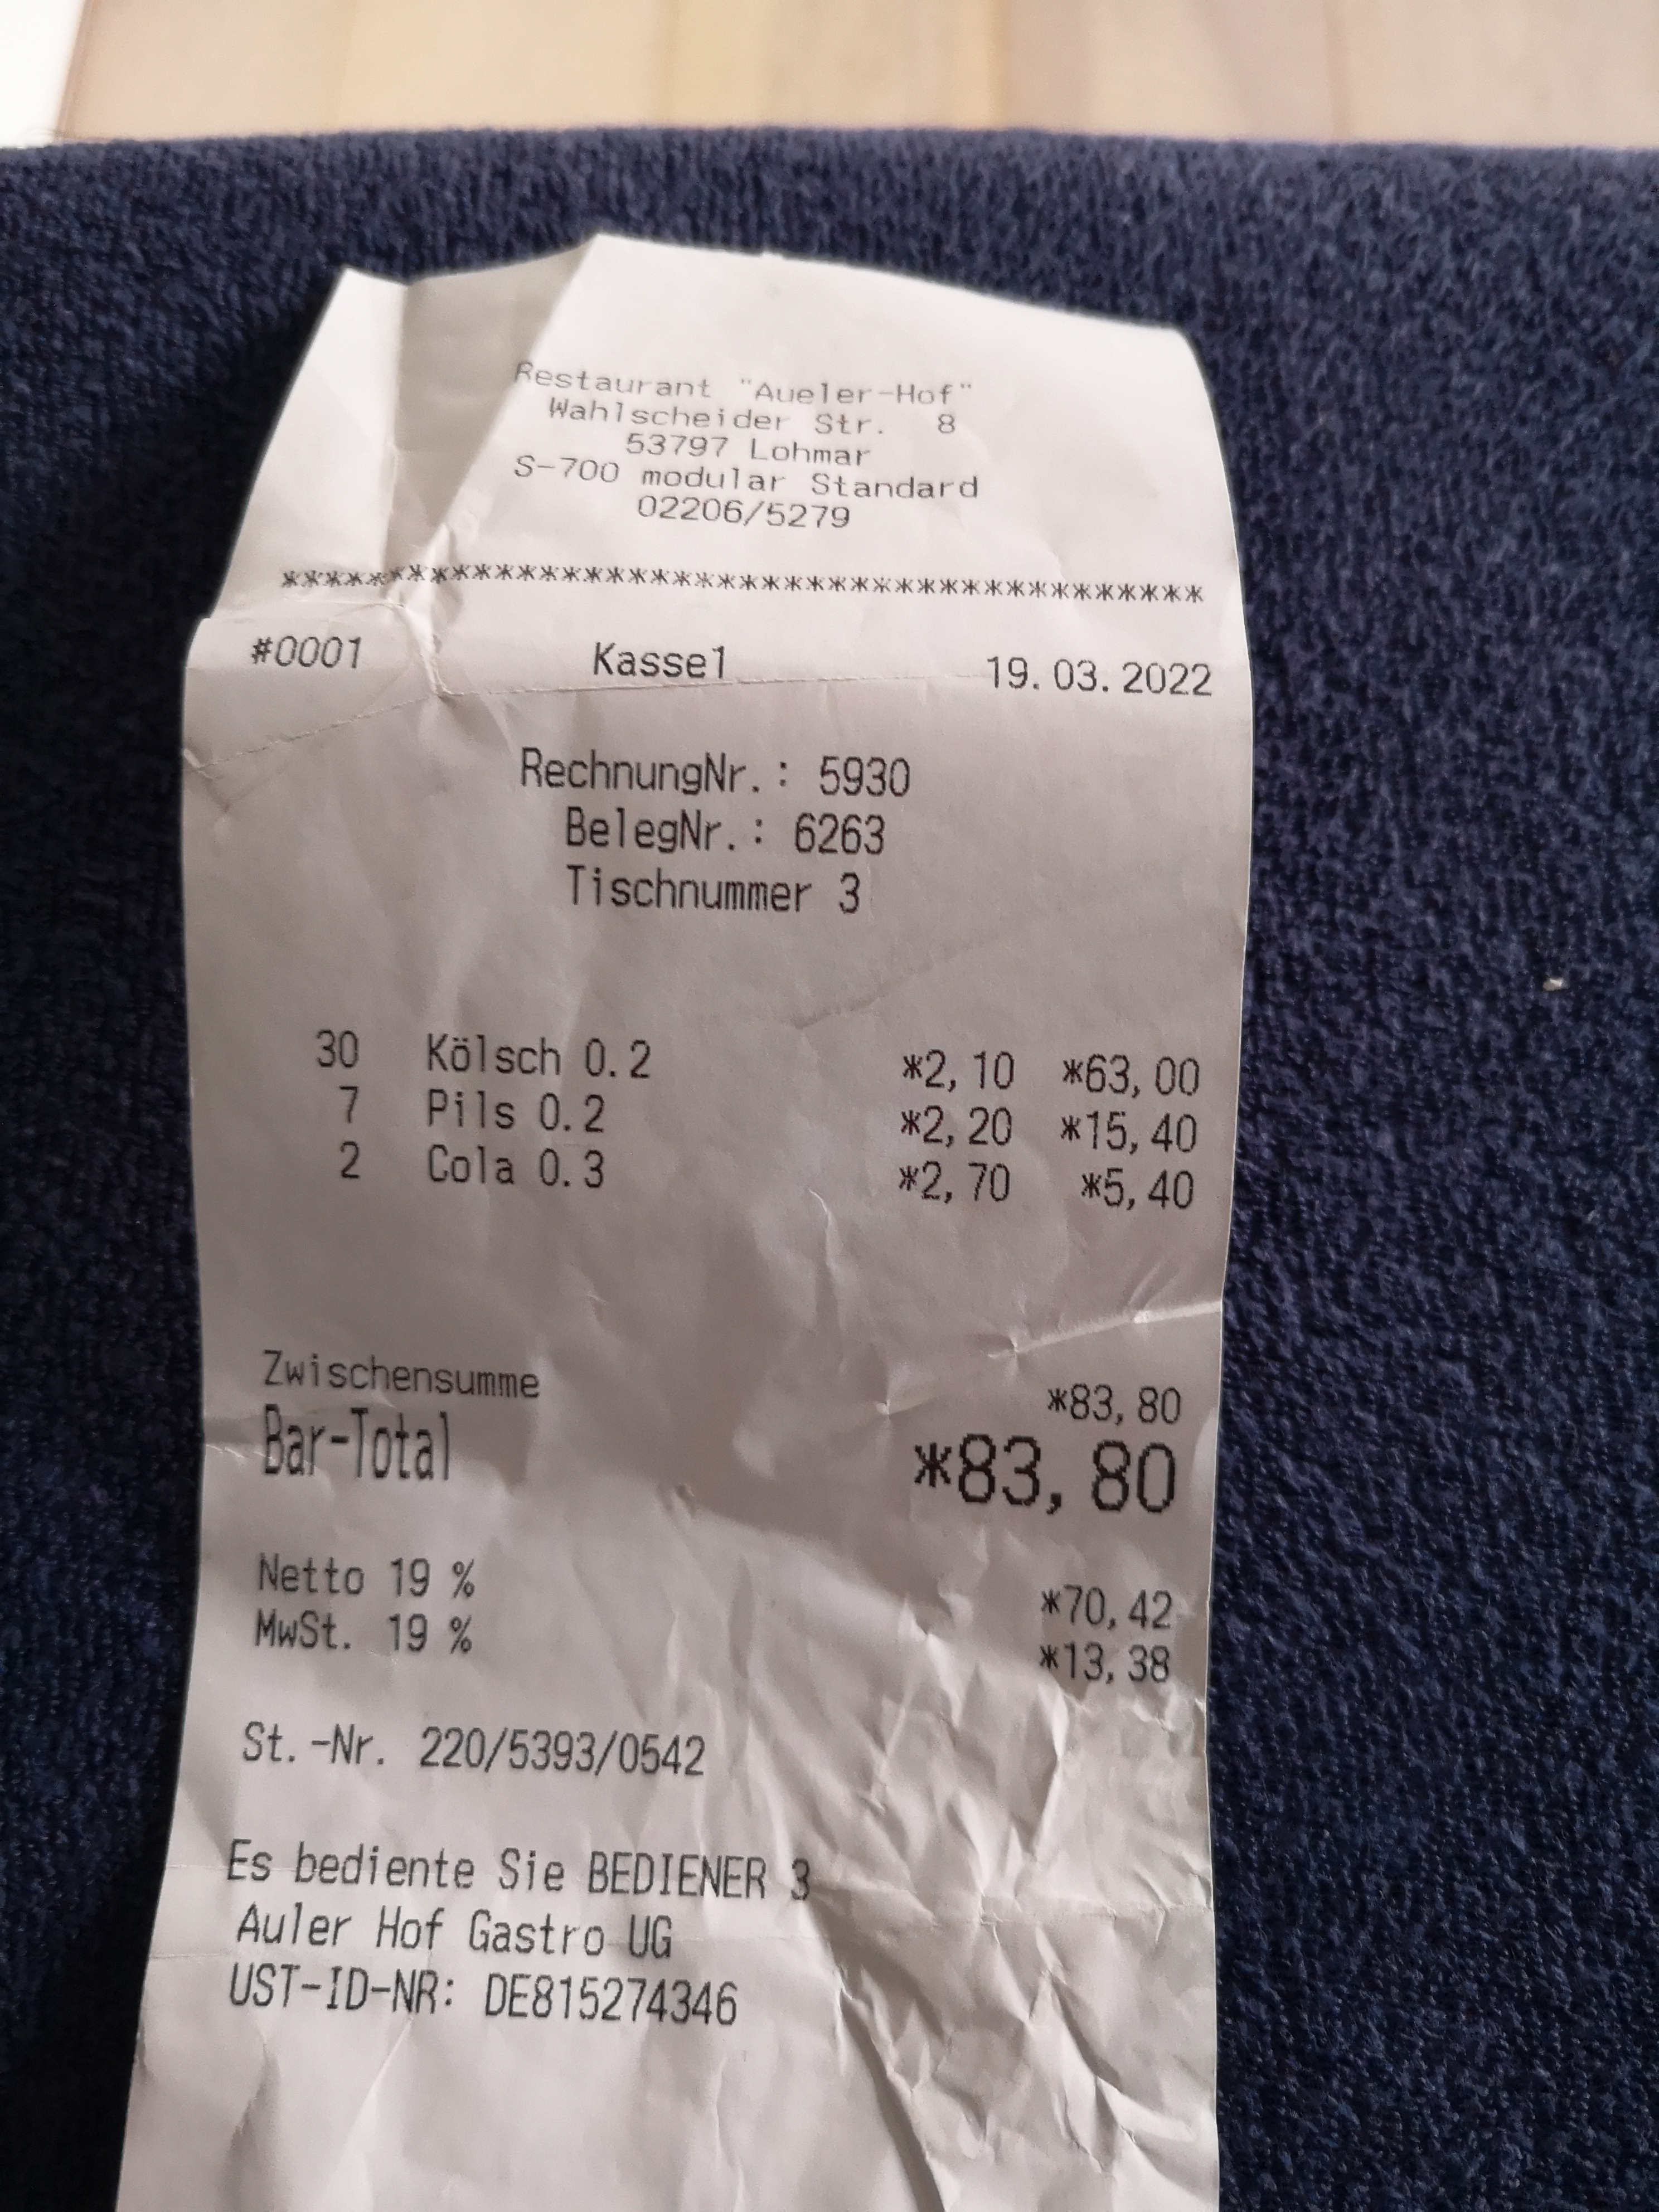 Restaurant "Aueler-Hof"
Wahlscheider Str. 8
53797 Lohmar
S-700 modular Standard
02206/5279
******************************************
#0001 Kasse1 19.03.2022
RechnungNr.: 5930
BelegNr.: 6263
Tischnummer 3
30 Kölsch 0.2 *2,10 *63,00
7 Pils 0.2 *2,20 *15,40
2 Cola 0.3 *2,70 *5,40
Zwischensumme *83,80
Bar-Total *83,80
Netto 19 % *70,42
MwSt. 19 % *13,38
St.-Nr. 220/5393/0542
Es bediente Sie BEDIENER 3
Auler Hof Gastro UG
UST-ID-NR: DE815274346